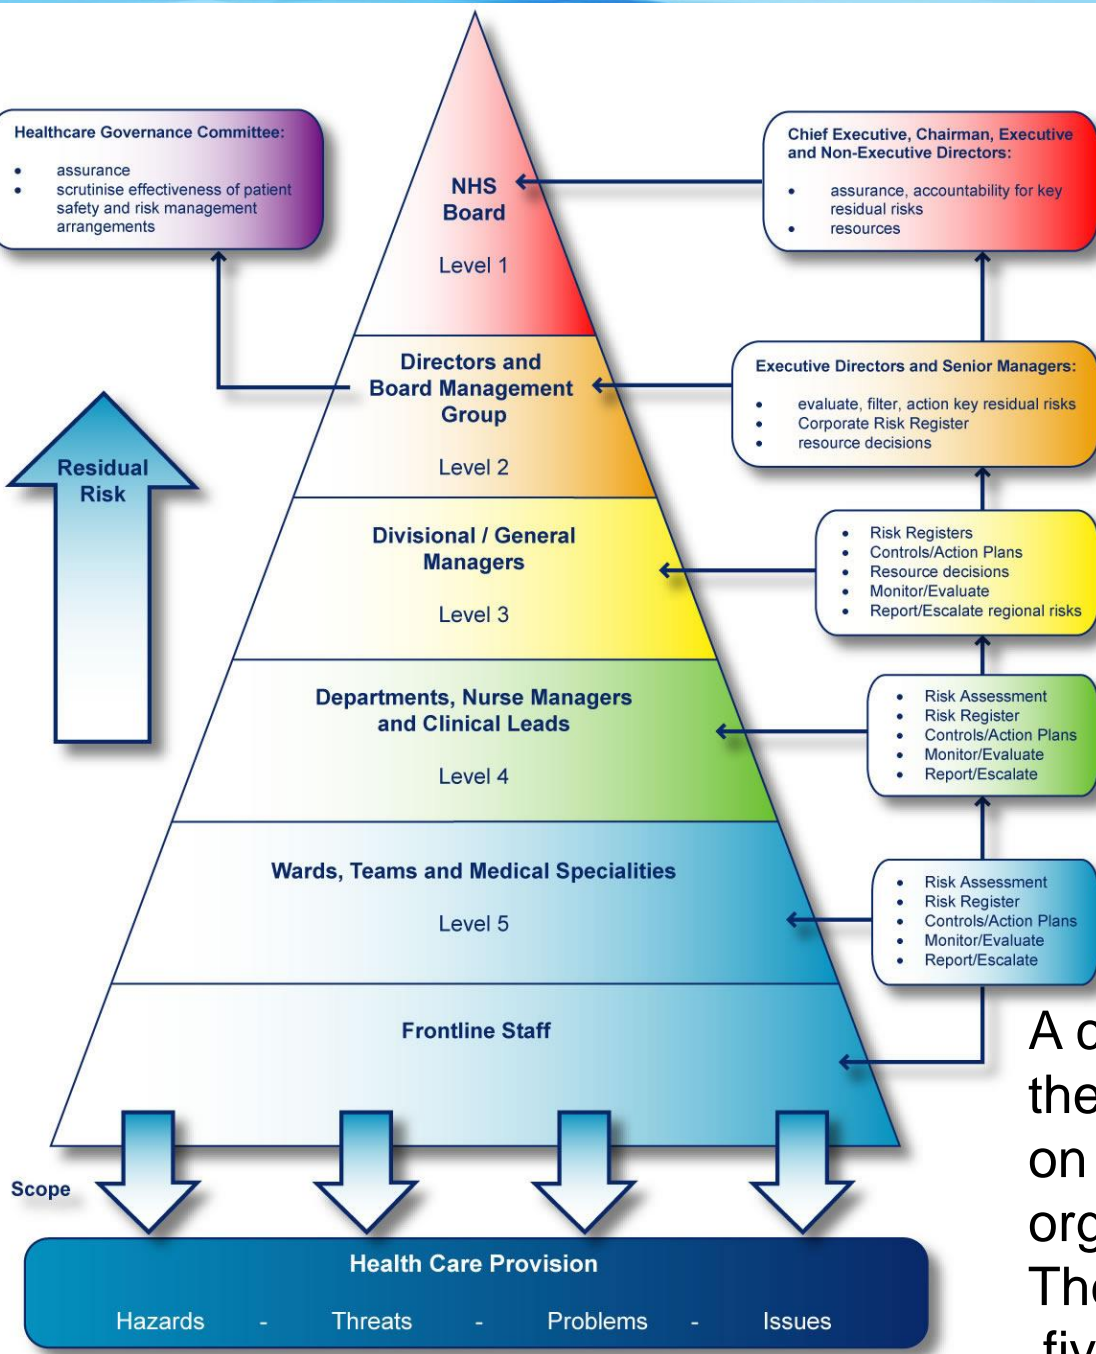 Healthcare Governance Committee:
• assurance
• scrutinise effectiveness of patient
safety and risk management
arrangements
NHS
Board
Level 1
Chief Executive, Chairman, Executive
and Non-Executive Directors:
• assurance, accountability for key
residual risks
• resources
Directors and
Board Management
Group
Level 2
Executive Directors and Senior Managers:
• evaluate, filter, action key residual risks
• Corporate Risk Register
• resource decisions
Residual
Risk
Divisional / General
Managers
Level 3
• Risk Registers
• Controls/Action Plans
• Resource decisions
• Monitor/Evaluate
• Report/Escalate regional risks
Departments, Nurse Managers
and Clinical Leads
Level 4
• Risk Assessment
• Risk Register
• Controls/Action Plans
• Monitor/Evaluate
• Report/Escalate
Wards, Teams and Medical Specialities
Level 5
• Risk Assessment
• Risk Register
• Controls/Action Plans
• Monitor/Evaluate
• Report/Escalate
Frontline Staff
A
the
on
Scope
Health Care Provision
Hazards - Threats - Problems - Issues